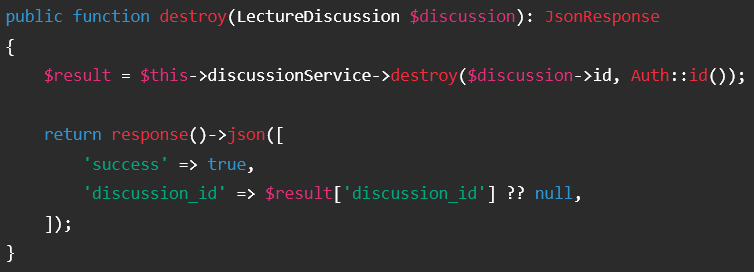 public function destroy(LectureDiscussion $discussion): JsonResponse
{
    $result = $this->discussionService->destroy($discussion->id, Auth::id());

    return response()->json([
        'success' => true,
        'discussion_id' => $result['discussion_id'] ?? null,
    ]);
}